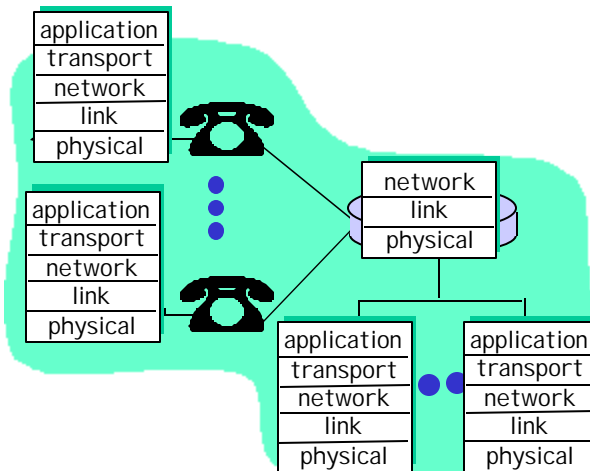 application
transport
network
link
physical
application
transport
network
link
physical
network
link
physical
application
transport
network
link
physical
application
transport
network
link
physical